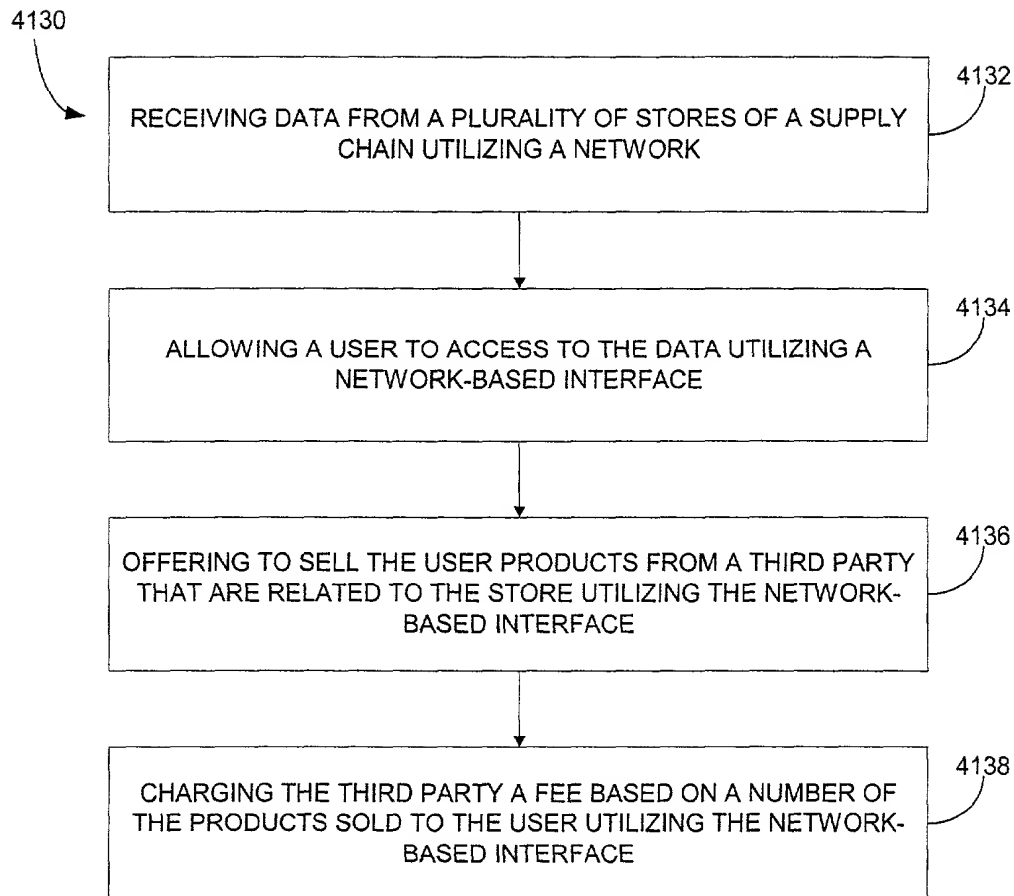 4130
4132
RECEIVING DATA FROM A PLURALITY OF STORES OF A SUPPLY
CHAIN UTILIZING A NETWORK
4134
ALLOWING A USER TO ACCESS TO THE DATA UTILIZING A
NETWORK-BASED INTERFACE
4136
OFFERING TO SELL THE USER PRODUCTS FROM A THIRD PARTY
THAT ARE RELATED TO THE STORE UTILIZING THE NETWORK-
BASED INTERFACE
4138
CHARGING THE THIRD PARTY A FEE BASED ON A NUMBER OF
THE PRODUCTS SOLD TO THE USER UTILIZING THE NETWORK-
BASED INTERFACE